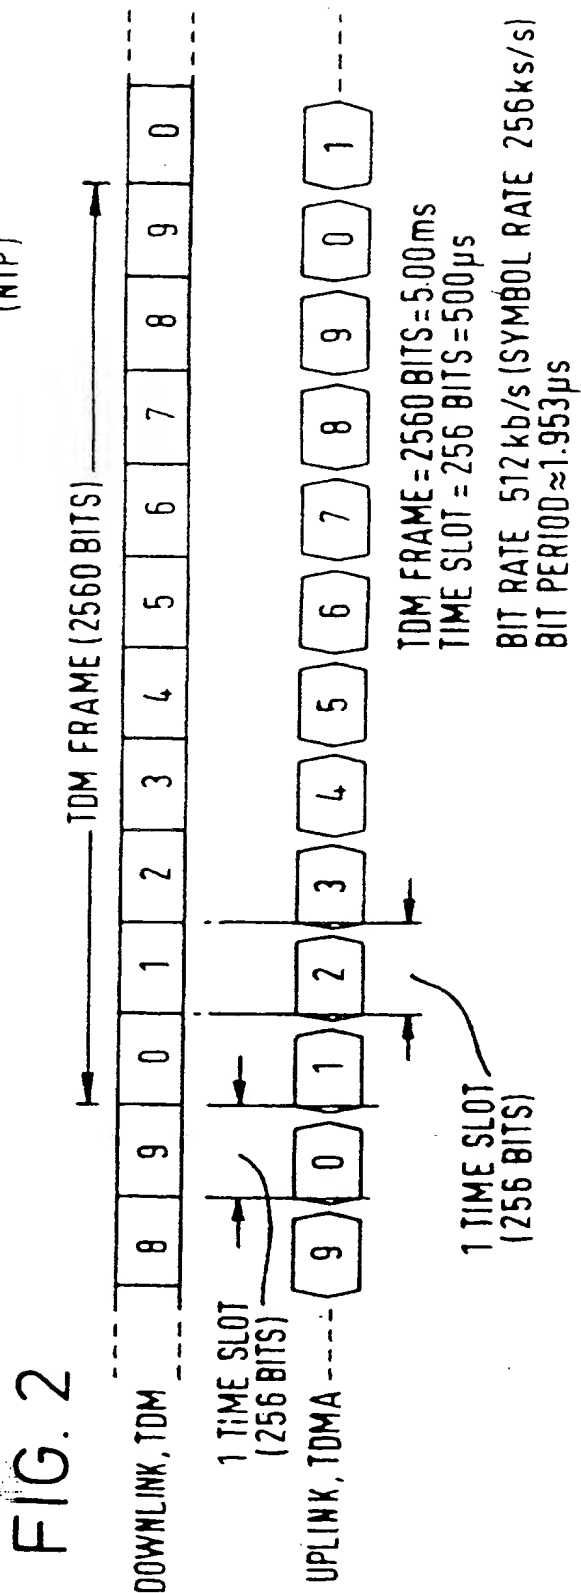 FIG. 2
(NTP)
TDM FRAME (2560 BITS)
DOWNLINK, TDM
8 9 0 1 2 3 4 5 6 7 8 9 0
1 TIME SLOT
(256 BITS)
UPLINK, TDMA
9 0 1 2 3 4 5 6 7 8 9 0 1
1 TIME SLOT
(256 BITS)
TDM FRAME = 2560 BITS = 5.00ms
TIME SLOT = 256 BITS = 500µs
BIT RATE 512kb/s (SYMBOL RATE 256ks/s)
BIT PERIOD ≈ 1.953µs